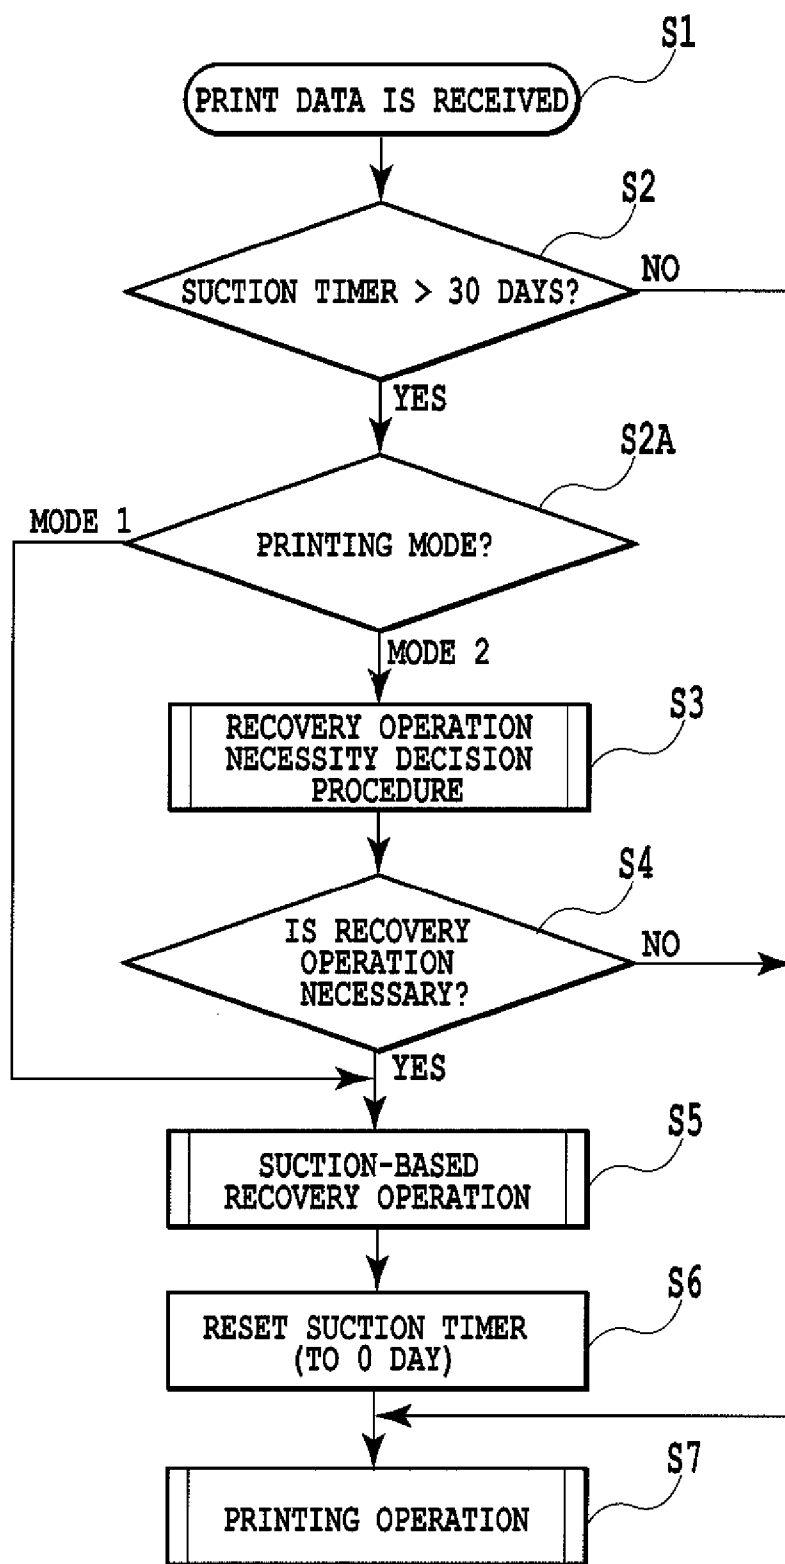 S1
PRINT DATA IS RECEIVED
S2
SUCTION TIMER > 30 DAYS?
NO
YES
S2A
MODE 1
PRINTING MODE?
MODE 2
S3
RECOVERY OPERATION
NECESSITY DECISION
PROCEDURE
S4
IS RECOVERY
OPERATION
NECESSARY?
NO
YES
S5
SUCTION-BASED
RECOVERY OPERATION
S6
RESET SUCTION TIMER
(TO 0 DAY)
S7
PRINTING OPERATION